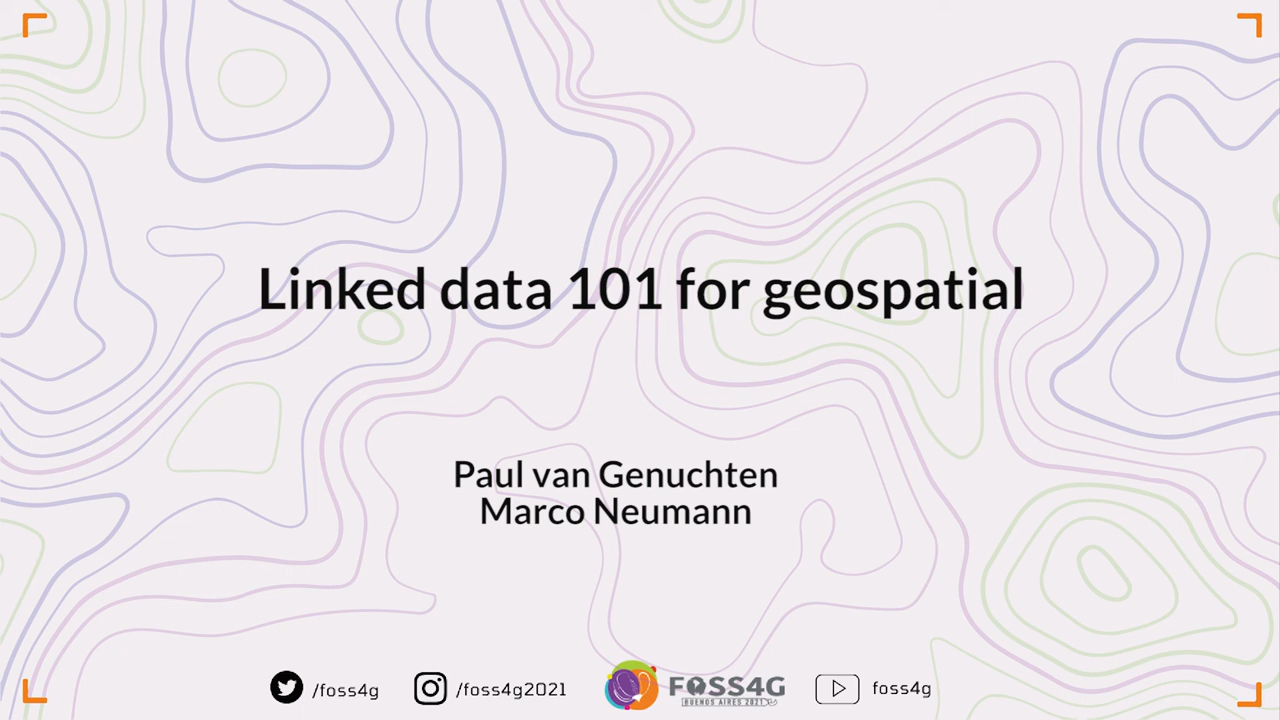 Linked data 101 for geospatial
Paul van Genuchten
Marco Neumann
/foss4g
/foss4g2021
FOSS4G
BUENOS AIRES 2021
foss4g